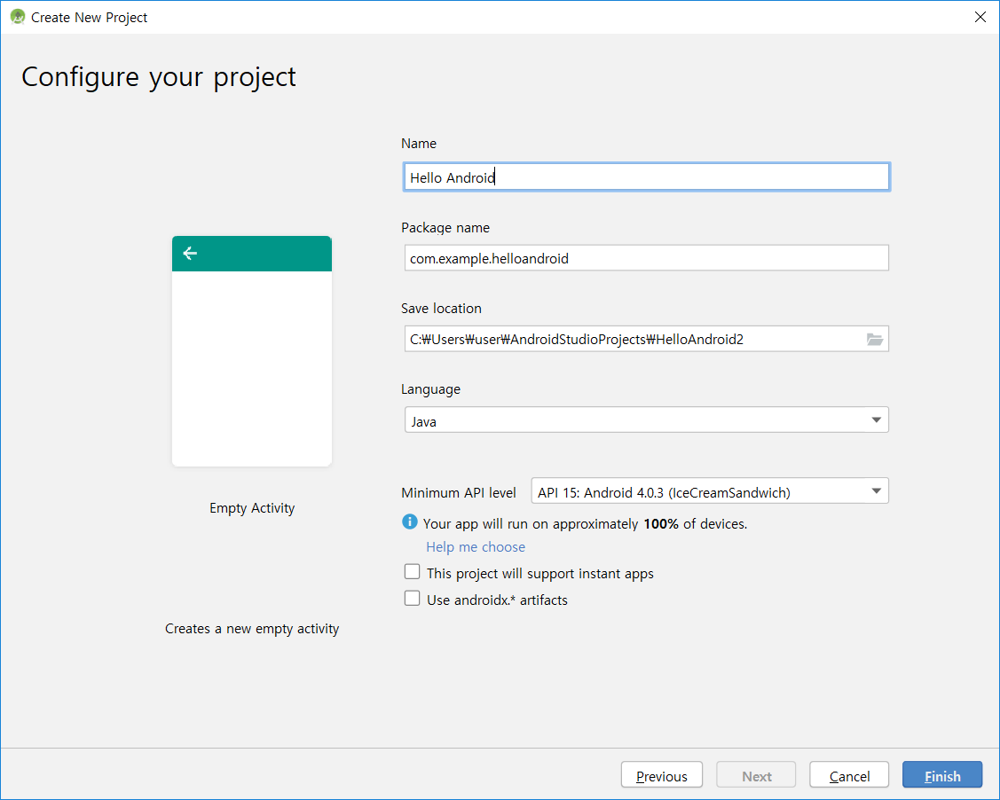 Create New Project
Configure your project
Name
Hello Android
Package name
com.example.helloandroid
Save location
C:₩Users₩user₩AndroidStudioProjects₩HelloAndroid2
Language
Java
Minimum API level API 15: Android 4.0.3 (IceCreamSandwich)
Your app will run on approximately 100% of devices.
Help me choose
This project will support instant apps
Use androidx.* artifacts
Empty Activity
Creates a new empty activity
Previous Next Cancel Finish